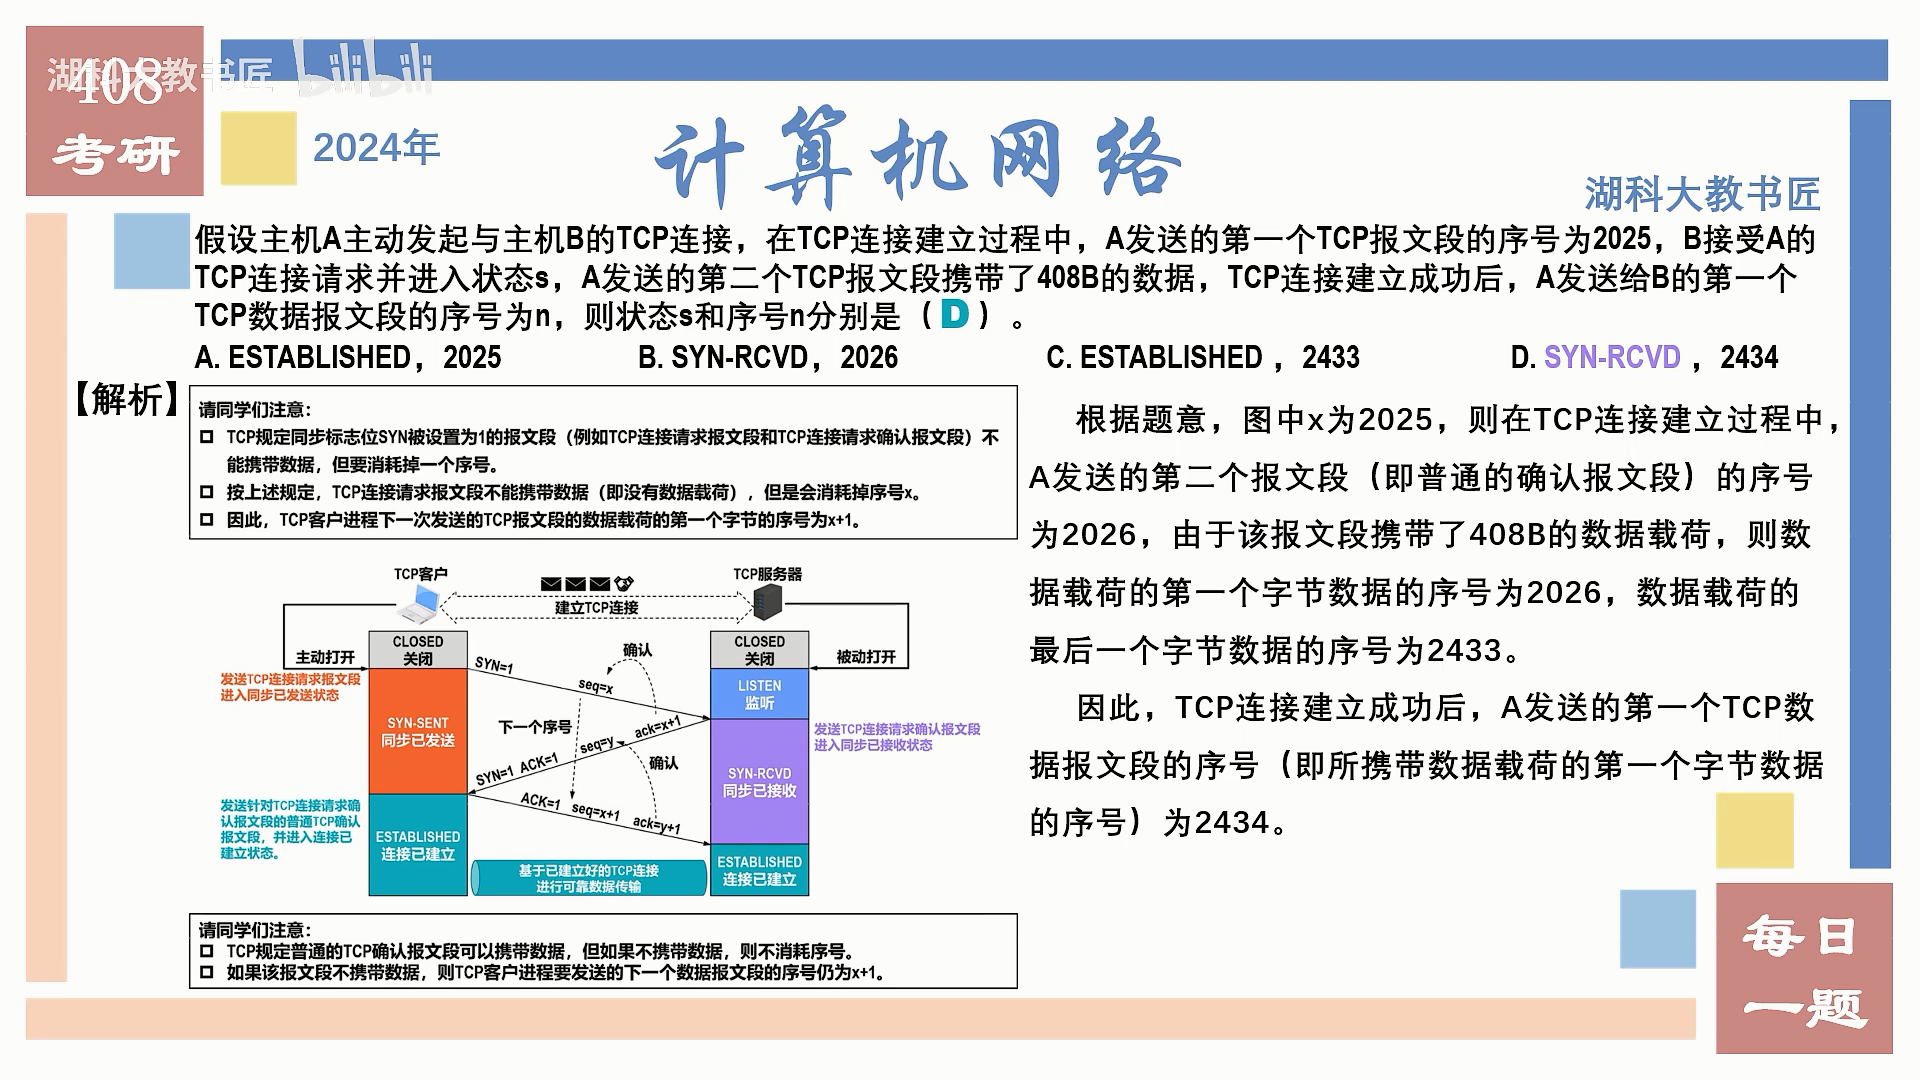 湖科大教书匠 bilibili
408
考研
2024年
计算机网络
湖科大教书匠
假设主机A主动发起与主机B的TCP连接，在TCP连接建立过程中，A发送的第一个TCP报文段的序号为2025，B接受A的
TCP连接请求并进入状态s，A发送的第二个TCP报文段携带了408B的数据，TCP连接建立成功后，A发送给B的第一个
TCP数据报文段的序号为n，则状态s和序号n分别是（D）。
A. ESTABLISHED，2025 B. SYN-RCVD，2026 C. ESTABLISHED，2433 D. SYN-RCVD，2434
【解析】
请同学们注意：
TCP规定同步标志位SYN被设置为1的报文段（例如TCP连接请求报文段和TCP连接请求确认报文段）不
能携带数据，但要消耗掉一个序号。
按上述规定，TCP连接请求报文段不能携带数据（即没有数据载荷），但是会消耗掉序号x。
因此，TCP客户进程下一次发送的TCP报文段的数据载荷的第一个字节的序号为x+1。
TCP客户
TCP服务器
建立TCP连接
CLOSED
关闭
CLOSED
关闭
主动打开
被动打开
发送TCP连接请求报文段
进入同步已发送状态
SYN-SENT
同步已发送
LISTEN
监听
SYN=1
seq=x
确认
下一个序号
SYN=1 ACK=1
seq=y
ack=x+1
发送TCP连接请求确认报文段
进入同步已接收状态
SYN-RCVD
同步已接收
确认
ACK=1
seq=x+1
ack=y+1
发送针对TCP连接请求确
认报文段的普通TCP确认
报文段，并进入连接已
建立状态。
ESTABLISHED
连接已建立
ESTABLISHED
连接已建立
基于已建立好的TCP连接
进行可靠数据传输
请同学们注意：
TCP规定普通的TCP确认报文段可以携带数据，但如果不携带数据，则不消耗序号。
如果该报文段不携带数据，则TCP客户进程要发送的下一个数据报文段的序号仍为x+1。
根据题意，图中x为2025，则在TCP连接建立过程中，
A发送的第二个报文段（即普通的确认报文段）的序号
为2026，由于该报文段携带了408B的数据载荷，则数
据载荷的第一个字节数据的序号为2026，数据载荷的
最后一个字节数据的序号为2433。
因此，TCP连接建立成功后，A发送的第一个TCP数
据报文段的序号（即所携带数据载荷的第一个字节数据
的序号）为2434。
每日
一题